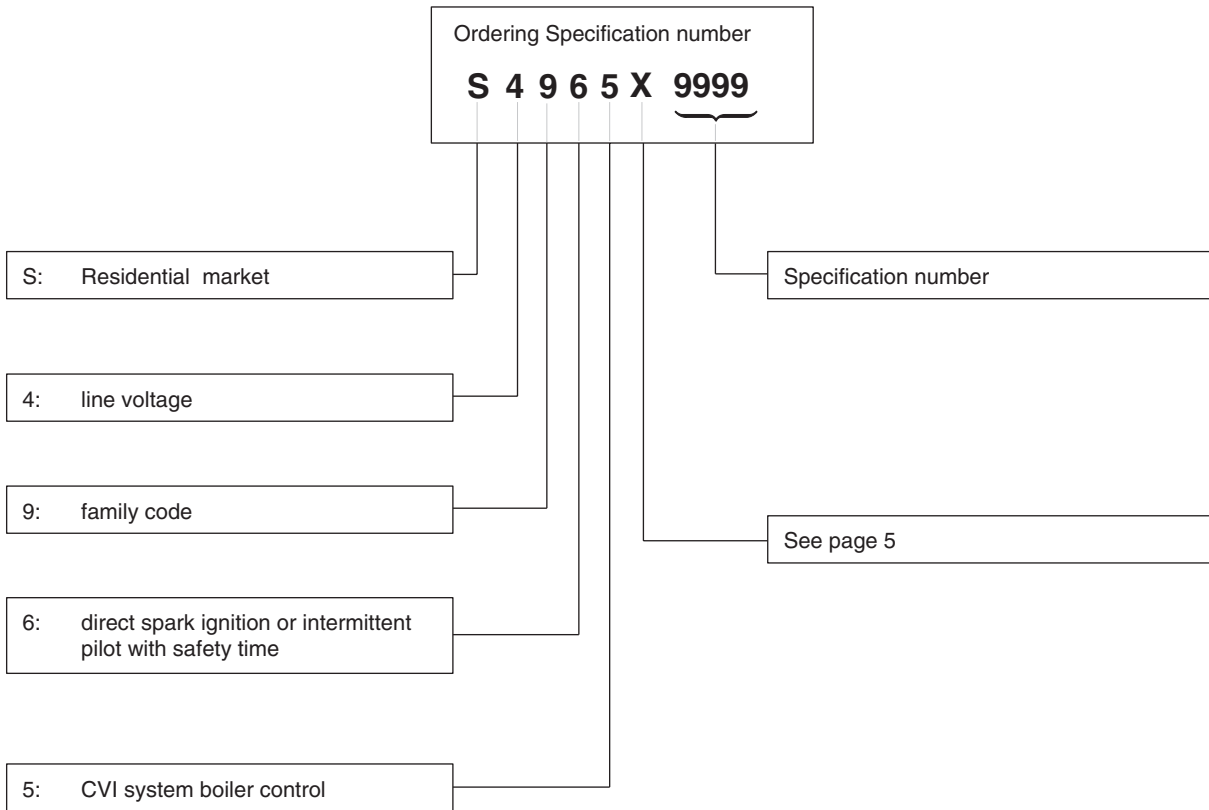 Ordering Specification number
S 4 9 6 5 X 9999
S: Residential market
Specification number
4: line voltage
9: family code
See page 5
6: direct spark ignition or intermittent
pilot with safety time
5: CVI system boiler control